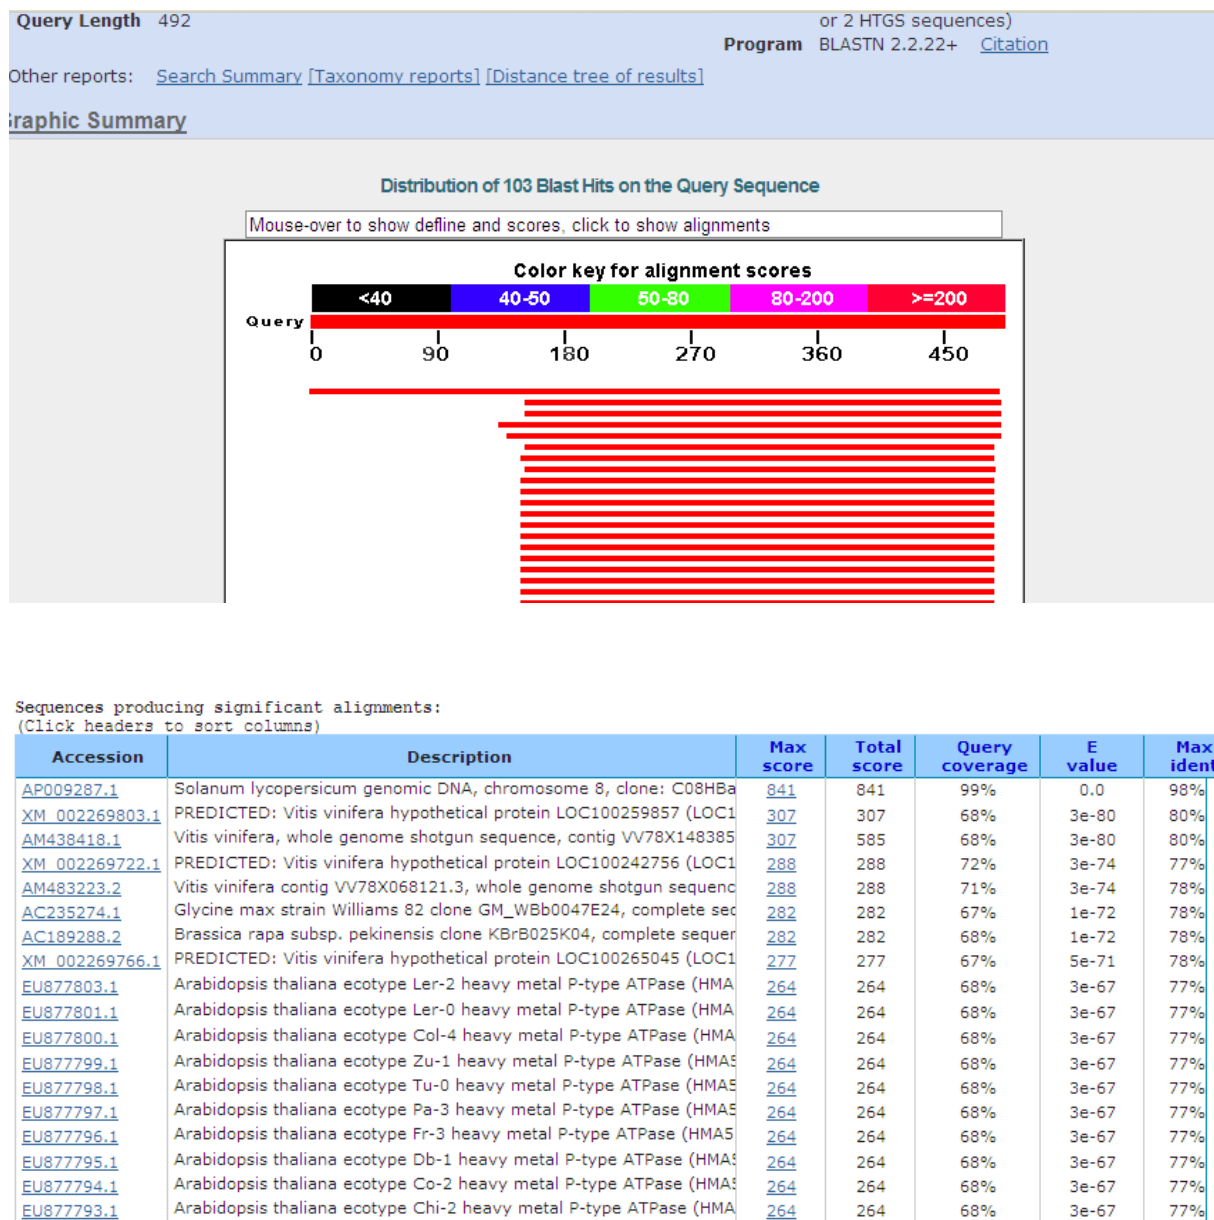 Query Length 492
or 2 HTGS sequences)
Program BLASTN 2.2.22+ Citation
Other reports: Search Summary [Taxonomy reports] [Distance tree of results]
Graphic Summary
Distribution of 103 Blast Hits on the Query Sequence
Mouse-over to show defline and scores, click to show alignments
Color key for alignment scores
<40 40-50 50-80 80-200 >=200
Query
0 90 180 270 360 450
Sequences producing significant alignments:
(Click headers to sort columns)
Accession Description Max score Total score Query coverage E value Max ident
AP009287.1 Solanum lycopersicum genomic DNA, chromosome 8, clone: C08HBa 841 841 99% 0.0 98%
XM_002269803.1 PREDICTED: Vitis vinifera hypothetical protein LOC100259857 (LOC1 307 307 68% 3e-80 80%
AM438418.1 Vitis vinifera, whole genome shotgun sequence, contig VV78X148385 307 585 68% 3e-80 80%
XM_002269722.1 PREDICTED: Vitis vinifera hypothetical protein LOC100242756 (LOC1 288 288 72% 3e-74 77%
AM483223.2 Vitis vinifera contig VV78X068121.3, whole genome shotgun sequenc 288 288 71% 3e-74 78%
AC235274.1 Glycine max strain Williams 82 clone GM_WBb0047E24, complete sec 282 282 67% 1e-72 78%
AC189288.2 Brassica rapa subsp. pekinensis clone KBrB025K04, complete sequer 282 282 68% 1e-72 78%
XM_002269766.1 PREDICTED: Vitis vinifera hypothetical protein LOC100265045 (LOC1 277 277 67% 5e-71 78%
EU877803.1 Arabidopsis thaliana ecotype Ler-2 heavy metal P-type ATPase (HMA 264 264 68% 3e-67 77%
EU877801.1 Arabidopsis thaliana ecotype Ler-0 heavy metal P-type ATPase (HMA 264 264 68% 3e-67 77%
EU877800.1 Arabidopsis thaliana ecotype Col-4 heavy metal P-type ATPase (HMA 264 264 68% 3e-67 77%
EU877799.1 Arabidopsis thaliana ecotype Zu-1 heavy metal P-type ATPase (HMA5 264 264 68% 3e-67 77%
EU877798.1 Arabidopsis thaliana ecotype Tu-0 heavy metal P-type ATPase (HMA5 264 264 68% 3e-67 77%
EU877797.1 Arabidopsis thaliana ecotype Pa-3 heavy metal P-type ATPase (HMA5 264 264 68% 3e-67 77%
EU877796.1 Arabidopsis thaliana ecotype Fr-3 heavy metal P-type ATPase (HMA5 264 264 68% 3e-67 77%
EU877795.1 Arabidopsis thaliana ecotype Db-1 heavy metal P-type ATPase (HMA5 264 264 68% 3e-67 77%
EU877794.1 Arabidopsis thaliana ecotype Co-2 heavy metal P-type ATPase (HMA5 264 264 68% 3e-67 77%
EU877793.1 Arabidopsis thaliana ecotype Chi-2 heavy metal P-type ATPase (HMA 264 264 68% 3e-67 77%